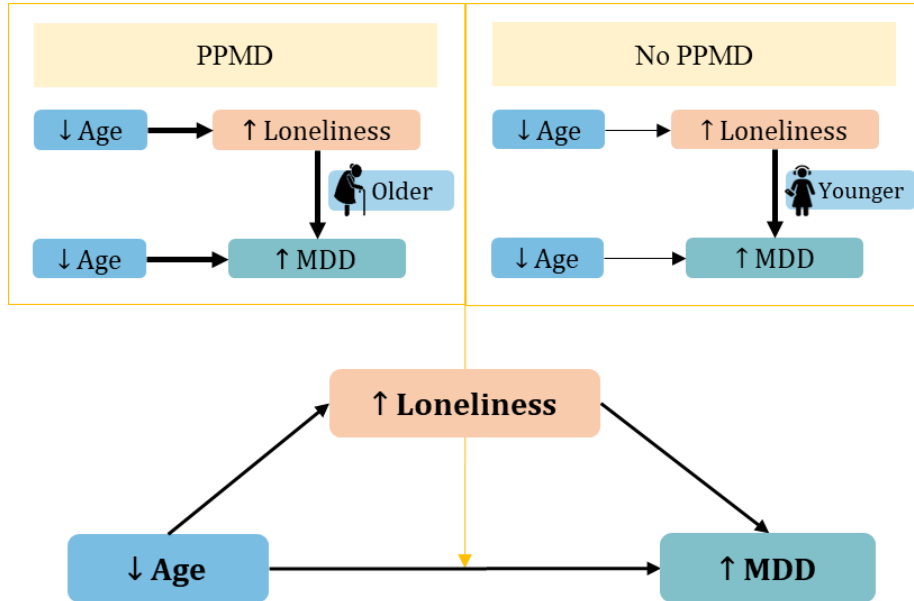 PPMD
↓ Age
↑ Loneliness
Older
↓ Age
↑ MDD
No PPMD
↓ Age
↑ Loneliness
Younger
↓ Age
↑ MDD
↑ Loneliness
↓ Age
↑ MDD